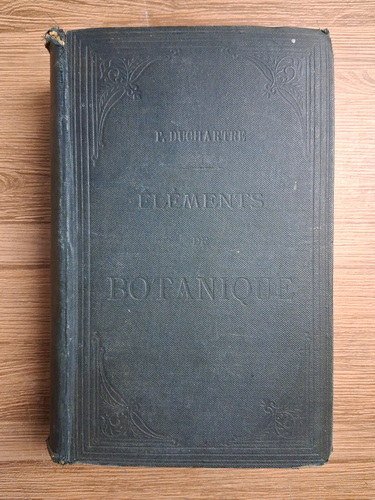 P. DUCHARTRE
ÉLÉMENTS
DE
BOTANIQUE